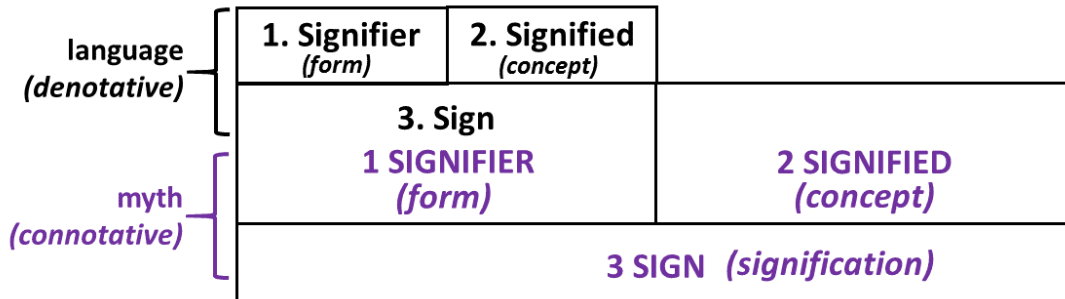 language
(denotative)
1. Signifier
(form)
2. Signified
(concept)
3. Sign
myth
(connotative)
1 SIGNIFIER
(form)
2 SIGNIFIED
(concept)
3 SIGN (signification)